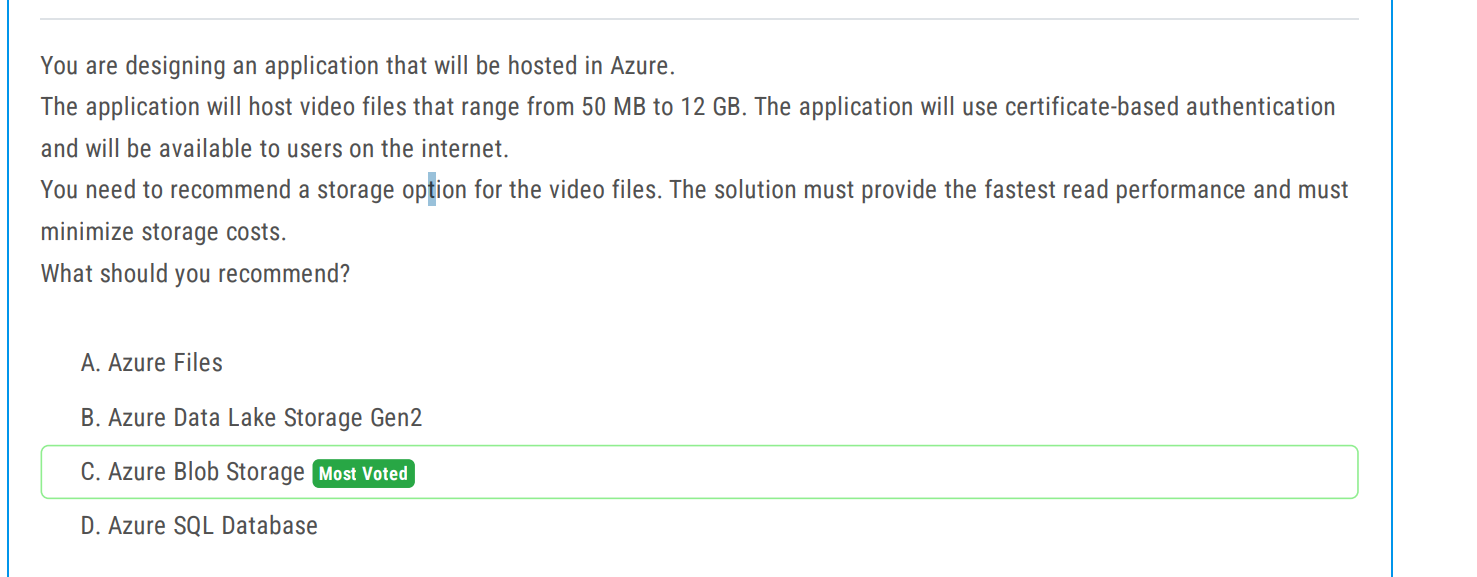 You are designing an application that will be hosted in Azure.
The application will host video files that range from 50 MB to 12 GB. The application will use certificate-based authentication
and will be available to users on the internet.
You need to recommend a storage option for the video files. The solution must provide the fastest read performance and must
minimize storage costs.
What should you recommend?
A. Azure Files
B. Azure Data Lake Storage Gen2
C. Azure Blob Storage Most Voted
D. Azure SQL Database